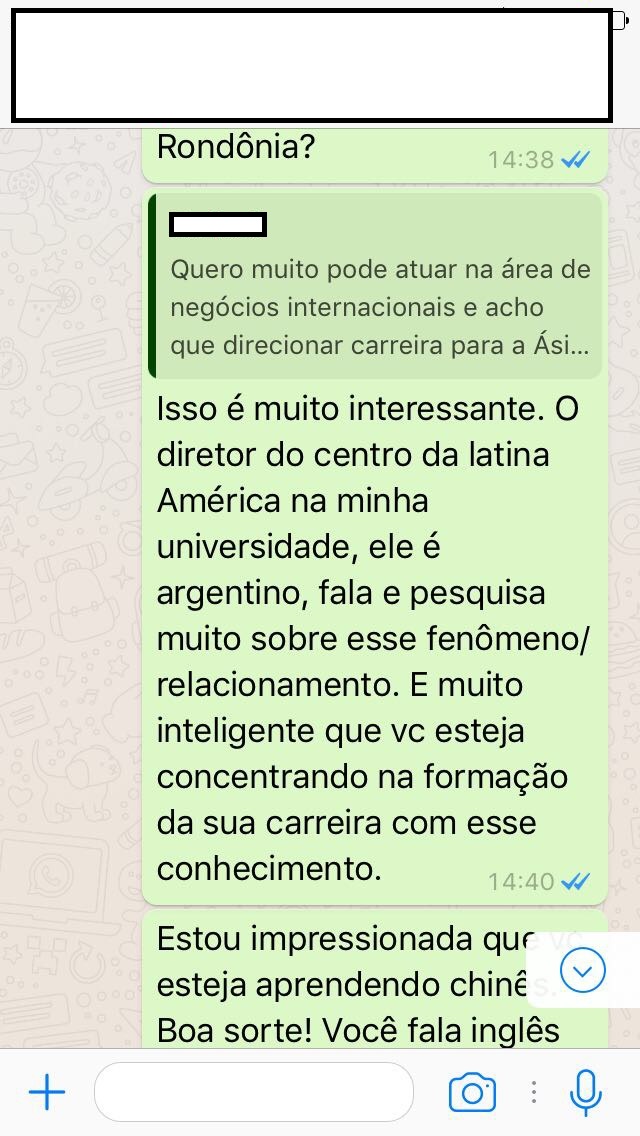 Rondônia?
14:38
Quero muito pode atuar na área de
negócios internacionais e acho
que direcionar carreira para a Ási...
Isso é muito interessante. O
diretor do centro da latina
América na minha
universidade, ele é
argentino, fala e pesquisa
muito sobre esse fenômeno/
relacionamento. E muito
inteligente que vc esteja
concentrando na formação
da sua carreira com esse
conhecimento.
14:40
Estou impressionada que vc
esteja aprendendo chinês.
Boa sorte! Você fala inglês